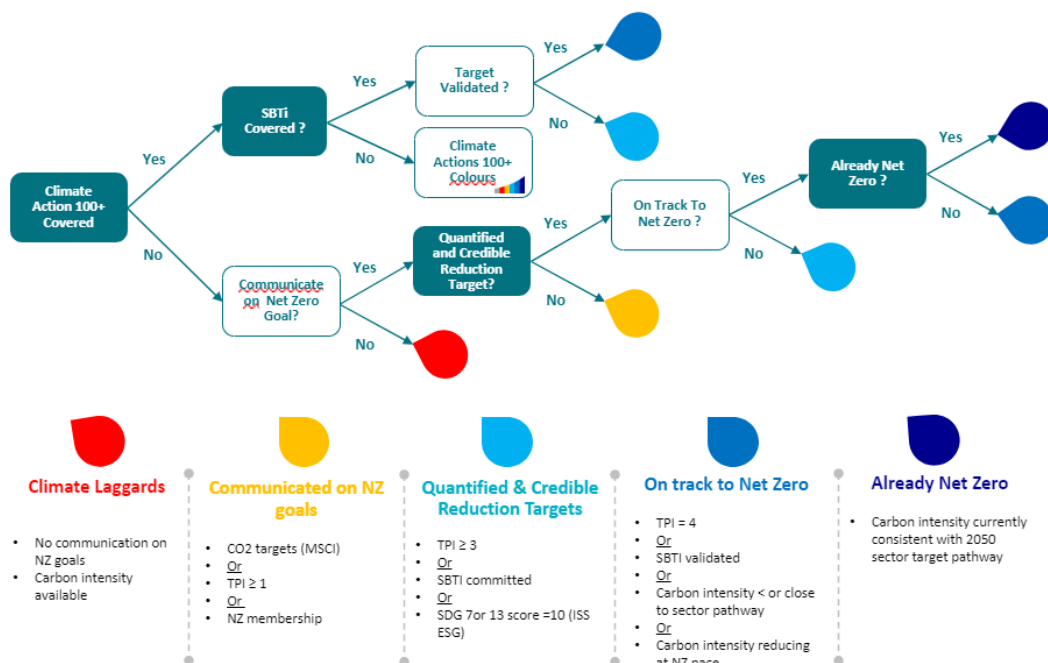 Yes
No
Target
Validated ?
Yes
SBTi
Covered ?
No
No
Climate
Actions 100+
Colours
Yes
Climate
Action 100+
Covered
No
Yes
Already Net
Zero ?
Yes
No
Yes
On Track To
Net Zero ?
No
Yes
Quantified
and Credible
Reduction
Target?
No
Yes
Communicate
on Net Zero
Goal?
No
Climate Laggards
No communication on
NZ goals
Carbon intensity
available
Communicated on NZ
goals
CO2 targets (MSCI)
Or
TPI ≥ 1
Or
NZ membership
Quantified & Credible
Reduction Targets
TPI ≥ 3
Or
SBTI committed
Or
SDG 7or 13 score =10 (ISS
ESG)
On track to Net Zero
TPI = 4
Or
SBTI validated
Or
Carbon intensity < or close
to sector pathway
Or
Carbon intensity reducing
at NZ pace
Already Net Zero
Carbon intensity currently
consistent with 2050
sector target pathway